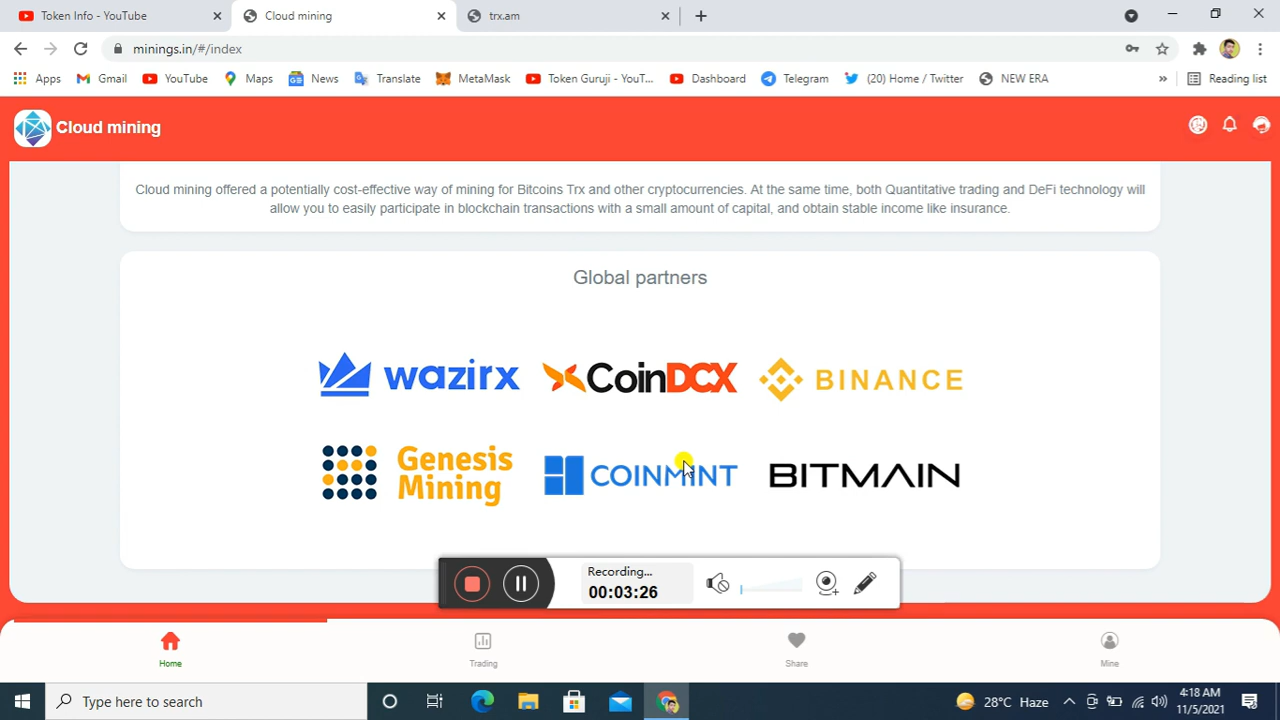 Token Info - YouTube
Cloud mining
trx.am
minings.in/#/index
Apps
Gmail
YouTube
Maps
News
Translate
MetaMask
Token Guruji - YouT...
Dashboard
Telegram
(20) Home / Twitter
NEW ERA
»
Reading list
Cloud mining
Cloud mining offered a potentially cost-effective way of mining for Bitcoins Trx and other cryptocurrencies. At the same time, both Quantitative trading and DeFi technology will
allow you to easily participate in blockchain transactions with a small amount of capital, and obtain stable income like insurance.
Global partners
wazirx
CoinDCX
BINANCE
Genesis
Mining
COINMINT
BITMAIN
Recording...
00:03:26
Home
Trading
Share
Mine
Type here to search
28°C Haze
4:18 AM
11/5/2021